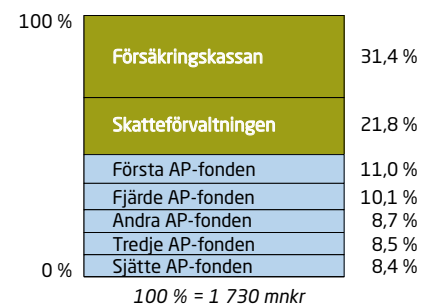 100 %
Försäkringskassan 31,4 %
Skatteförvaltningen 21,8 %
Första AP-fonden 11,0 %
Fjärde AP-fonden 10,1 %
Andra AP-fonden 8,7 %
Tredje AP-fonden 8,5 %
0 % Sjätte AP-fonden 8,4 %
100 % = 1 730 mnkr